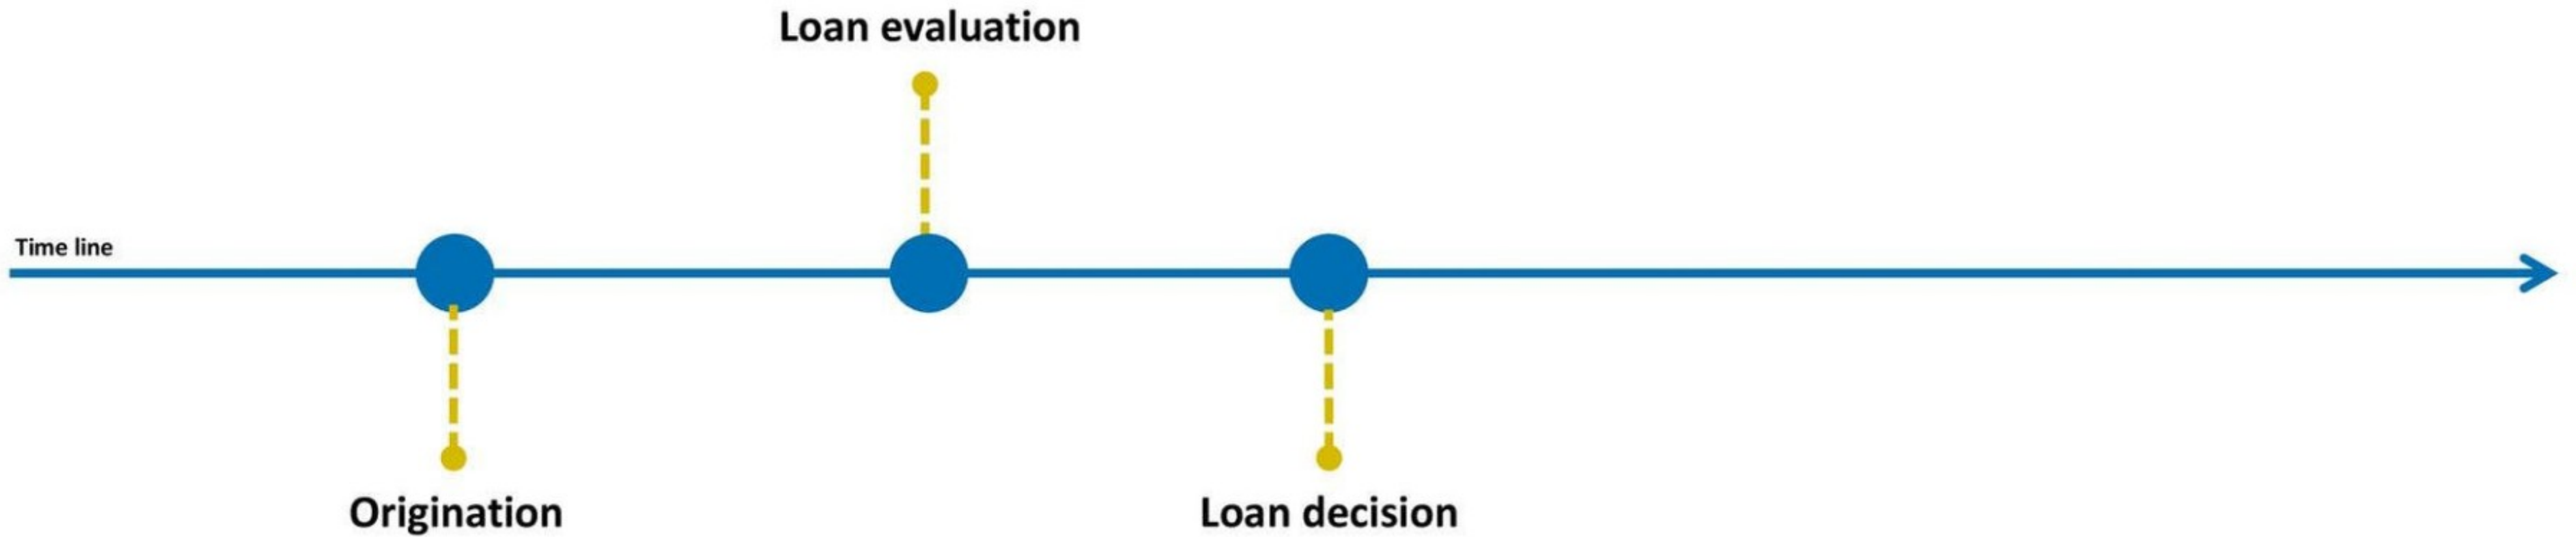 Loan evaluation
Time line
Origination
Loan decision